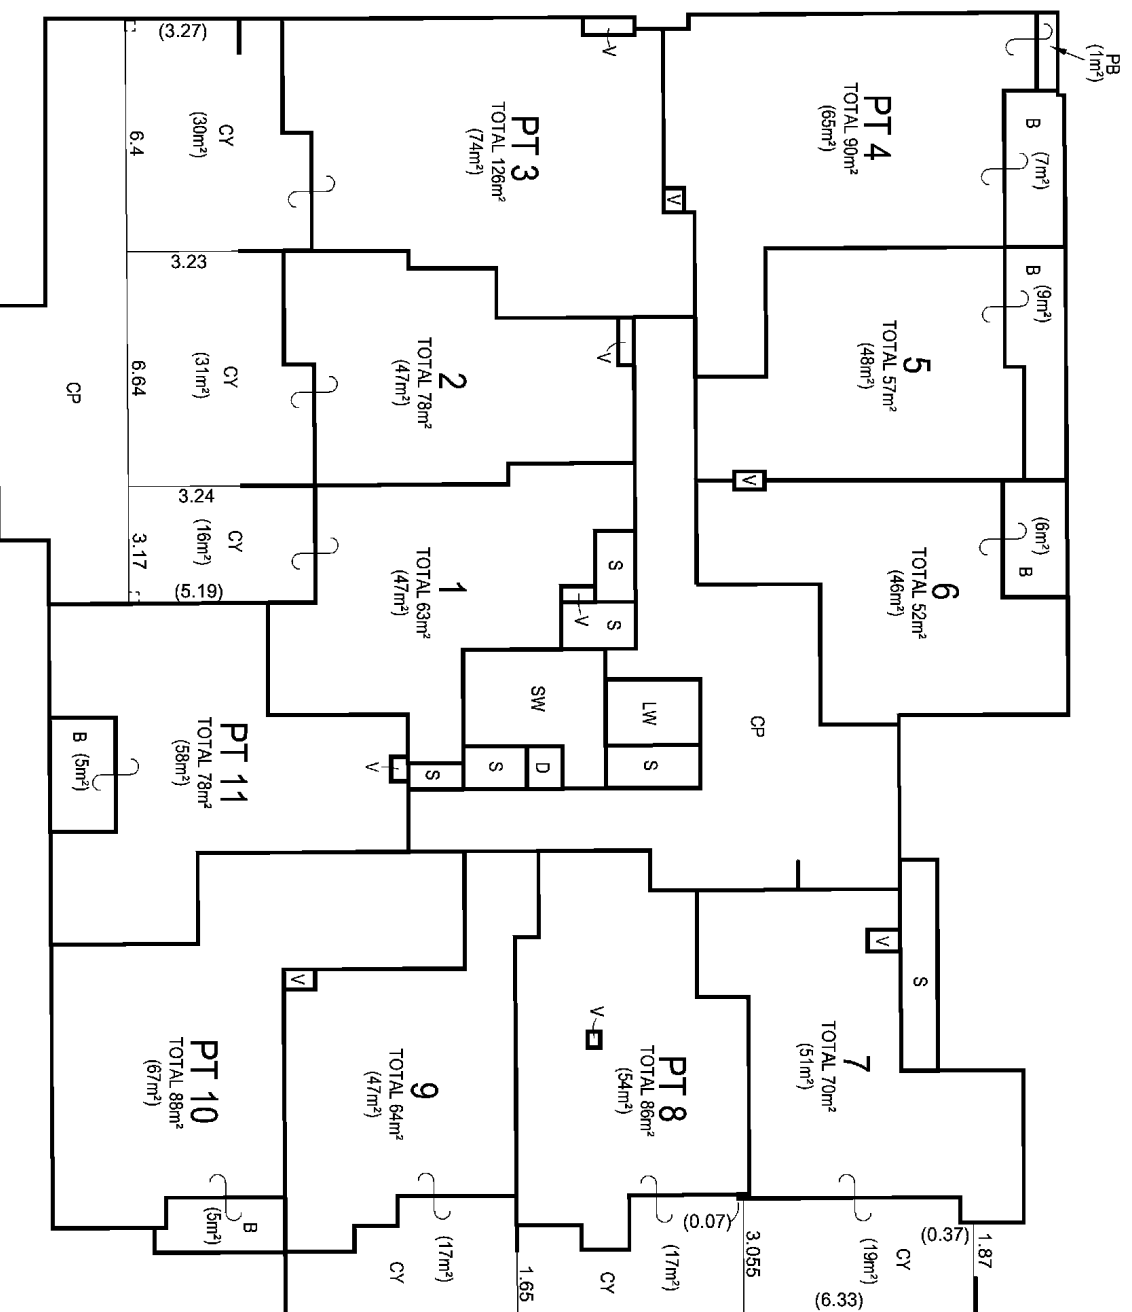 PB
(1m²)
(3.27)
V
PT 3
TOTAL 126m²
(74m²)
PT 4
TOTAL 90m²
(65m²)
B
(7m²)
CY
(30m²)
6.4
V
3.23
B
(9m²)
5
TOTAL 57m²
(48m²)
2
TOTAL 78m²
(47m²)
V
CY
(31m²)
6.64
CP
V
3.24
CY
(16m²)
3.17
(5.19)
1
TOTAL 63m²
(47m²)
S
V
S
6
TOTAL 52m²
(46m²)
(6m²)
B
SW
LW
S
S
D
S
V
CP
PT 11
TOTAL 78m²
(58m²)
B
(5m²)
V
S
7
TOTAL 70m²
(51m²)
V
PT 8
TOTAL 86m²
(54m²)
9
TOTAL 64m²
(47m²)
V
PT 10
TOTAL 88m²
(67m²)
B
(5m²)
(17m²)
CY
1.65
(17m²)
CY
(0.07)
3.055
(19m²)
CY
(0.37)
1.87
(6.33)